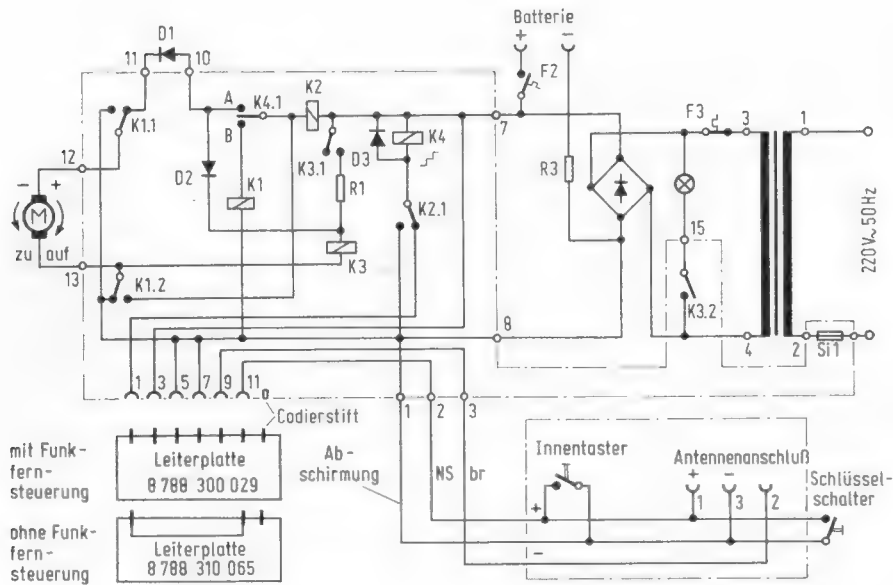 Batterie
+ −
D1
11 10
F2
K2
A
K4.1
B
K1.1
7
F3
3
1
K4
D3
K3.1
12
D2
K1
R1
R3
− +
M
K2.1
zu auf
15
220V~ 50Hz
K3
13
K1.2
K3.2
8
4
2
Si1
1 3 5 7 9 11
Codierstift
1 2 3
mit Funk-
fern-
steuerung
Leiterplatte
8 788 300 029
Ab-
schirmung
NS br
Innentaster
Antennenanschluß
+ −
1 3 2
Schlüssel-
schalter
+
−
ohne Funk-
fern-
steuerung
Leiterplatte
8 788 310 065